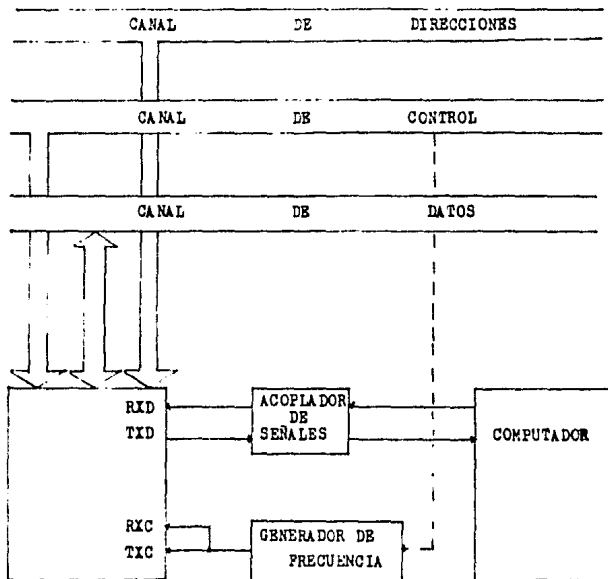 CANAL DE DIRECCIONES
CANAL DE CONTROL
CANAL DE DATOS
RXD
TXD
ACOPLADOR
DE
SEÑALES
COMPUTADOR
RXC
TXC
GENERADOR DE
FRECUENCIA